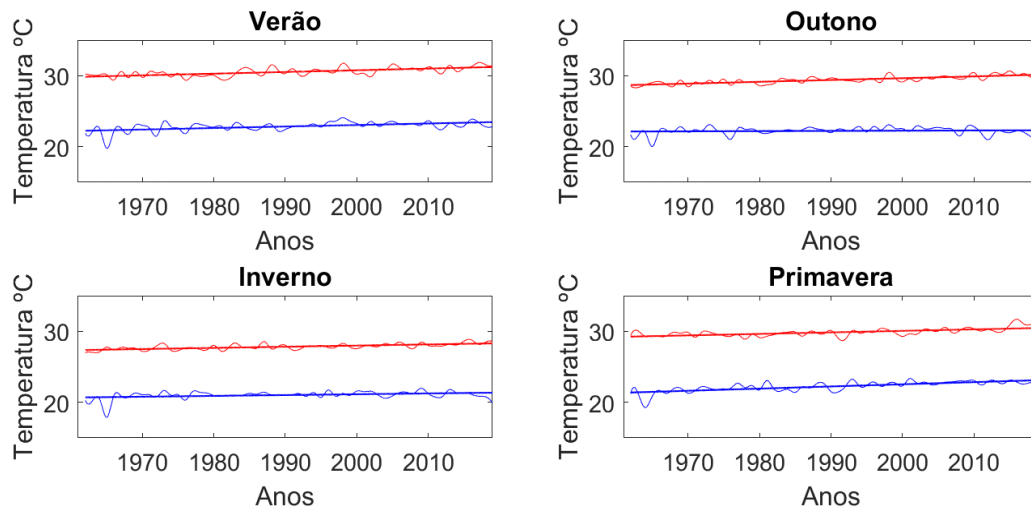 Verão
Temperatura ºC
30
20
1970 1980 1990 2000 2010
Anos
Outono
Temperatura ºC
30
20
1970 1980 1990 2000 2010
Anos
Inverno
Temperatura ºC
30
20
1970 1980 1990 2000 2010
Anos
Primavera
Temperatura ºC
30
20
1970 1980 1990 2000 2010
Anos